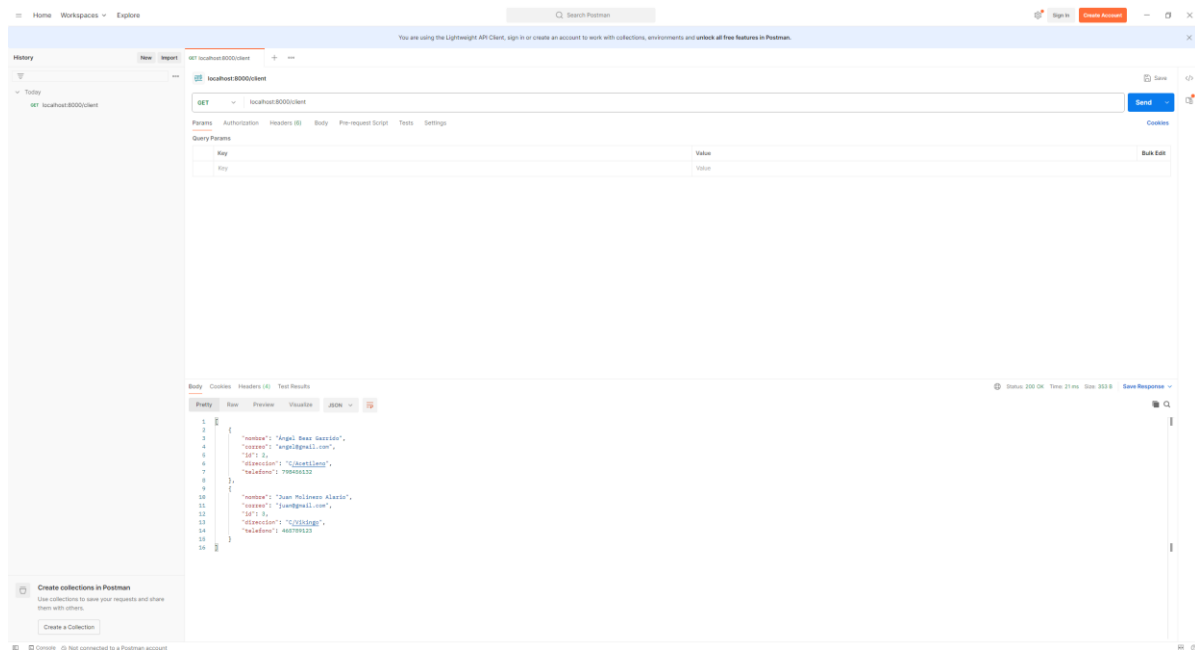 Home Workspaces Explore Search Postman Sign In Create Account
You are using the Lightweight API Client, sign in or create an account to work with collections, environments and unlock all free features in Postman.
History New Import GET localhost:8000/client
localhost:8000/client Save
Today
GET localhost:8000/client
GET localhost:8000/client Send
Params Authorization Headers (6) Body Pre-request Script Tests Settings Cookies
Query Params
Key Value Bulk Edit
Key Value
Body Cookies Headers (4) Test Results Status: 200 OK Time: 21 ms Size: 353 B Save Response
Pretty Raw Preview Visualize JSON
1 [
2 {
3 "nombre": "Ángel Bear Garrido",
4 "correo": "angel@gmail.com",
5 "id": 2,
6 "direccion": "C/Acetileno",
7 "telefono": 798456132
8 },
9 {
10 "nombre": "Juan Molinero Alario",
11 "correo": "juan@gmail.com",
12 "id": 3,
13 "direccion": "C/Vikingo",
14 "telefono":
15 }
16 ]
Create collections in Postman
Use collections to save your requests and share
them with others.
Create a Collection
Console Not connected to a Postman account